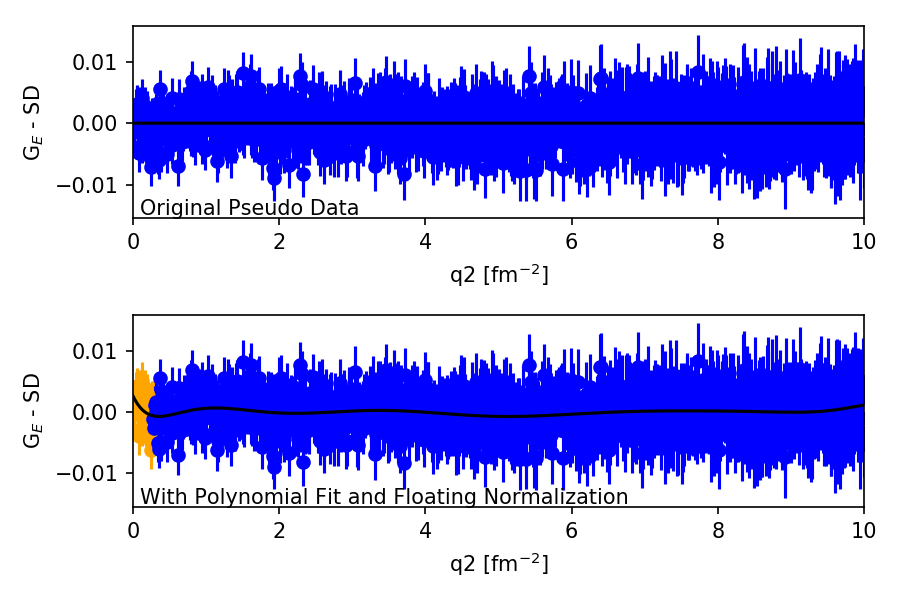 0.01
0.00
−0.01
G_E - SD
Original Pseudo Data
0 2 4 6 8 10
q2 [fm⁻²]
0.01
0.00
−0.01
G_E - SD
With Polynomial Fit and Floating Normalization
0 2 4 6 8 10
q2 [fm⁻²]